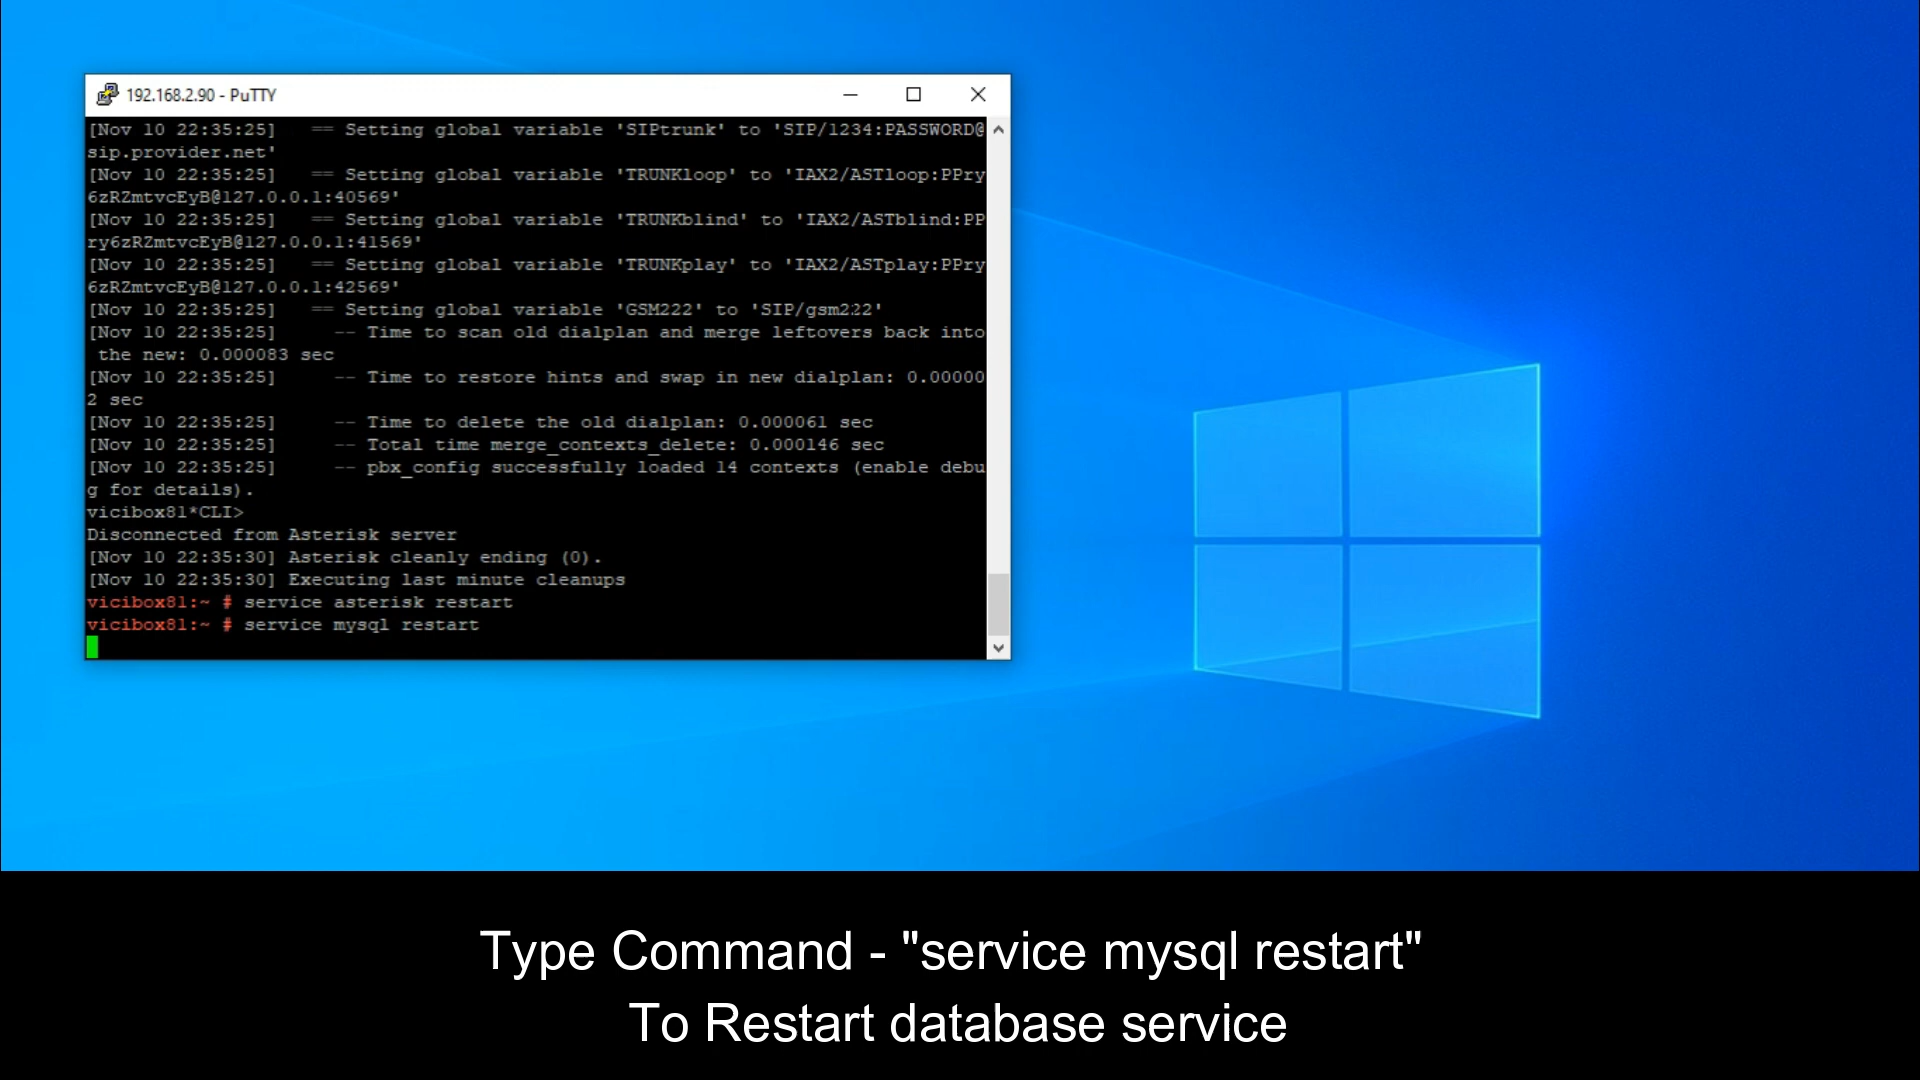 192.168.2.90 - PuTTY
[Nov 10 22:35:25]   == Setting global variable 'SIPtrunk' to 'SIP/1234:PASSWORD@
sip.provider.net'
[Nov 10 22:35:25]   == Setting global variable 'TRUNKloop' to 'IAX2/ASTloop:PPry
6zRZmtvcEyB@127.0.0.1:40569'
[Nov 10 22:35:25]   == Setting global variable 'TRUNKblind' to 'IAX2/ASTblind:PP
ry6zRZmtvcEyB@127.0.0.1:41569'
[Nov 10 22:35:25]   == Setting global variable 'TRUNKplay' to 'IAX2/ASTplay:PPry
6zRZmtvcEyB@127.0.0.1:42569'
[Nov 10 22:35:25]   == Setting global variable 'GSM222' to 'SIP/gsm222'
[Nov 10 22:35:25]     -- Time to scan old dialplan and merge leftovers back into
 the new: 0.000083 sec
[Nov 10 22:35:25]     -- Time to restore hints and swap in new dialplan: 0.00000
2 sec
[Nov 10 22:35:25]     -- Time to delete the old dialplan: 0.000061 sec
[Nov 10 22:35:25]     -- Total time merge_contexts_delete: 0.000146 sec
[Nov 10 22:35:25]     -- pbx_config successfully loaded 14 contexts (enable debu
g for details).
vicibox81*CLI>
Disconnected from Asterisk server
[Nov 10 22:35:30] Asterisk cleanly ending (0).
[Nov 10 22:35:30] Executing last minute cleanups
vicibox81:~ # service asterisk restart
vicibox81:~ # service mysql restart
Type Command - "service mysql restart"
To Restart database service